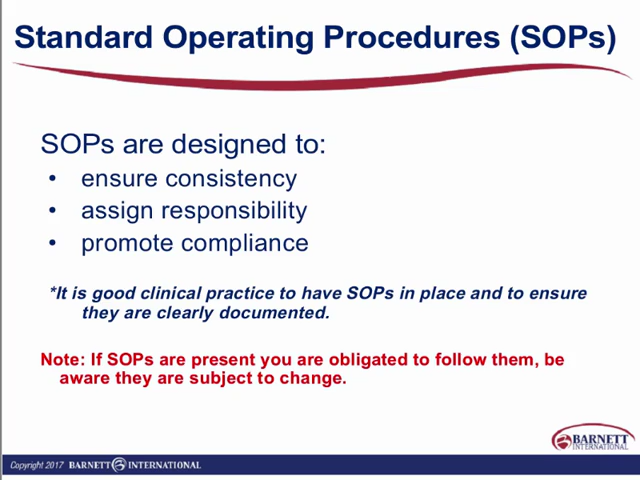 Standard Operating Procedures (SOPs)
SOPs are designed to:
• ensure consistency
• assign responsibility
• promote compliance
*It is good clinical practice to have SOPs in place and to ensure
they are clearly documented.
Note: If SOPs are present you are obligated to follow them, be
aware they are subject to change.
BARNETT
INTERNATIONAL
Copyright 2017 BARNETT INTERNATIONAL